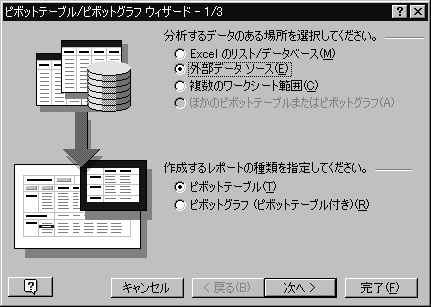 ピボットテーブル/ピボットグラフ ウィザード - 1/3
分析するデータのある場所を選択してください。
Excel のリスト/データベース(M)
外部データ ソース(E)
複数のワークシート範囲(C)
ほかのピボットテーブルまたはピボットグラフ(A)
作成するレポートの種類を指定してください。
ピボットテーブル(T)
ピボットグラフ (ピボットテーブル付き)(R)
キャンセル
< 戻る(B)
次へ >
完了(F)